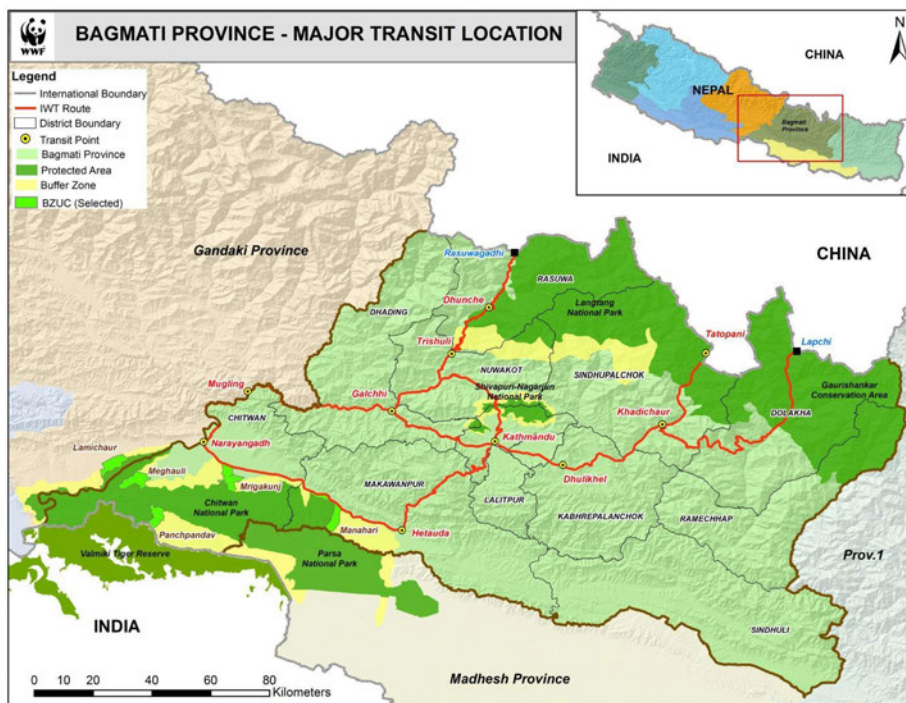 WWF
BAGMATI PROVINCE - MAJOR TRANSIT LOCATION
Legend
International Boundary
IWT Route
District Boundary
Transit Point
Bagmati Province
Protected Area
Buffer Zone
BZUC (Selected)
N
CHINA
NEPAL
Bagmati
Province
INDIA
Gandaki Province
Rasuwagadhi
CHINA
RASUWA
Dhunche
Langtang
National Park
DHADING
Trishuli
Tatopani
Lapchi
NUWAKOT
SINDHUPALCHOK
Mugling
Galchhi
Shivapuri-Nagarjun
National Park
Gaurishankar
Conservation Area
CHITWAN
Khadichaur
DOLAKHA
Narayangadh
Kathmandu
Lamichaur
Meghauli
Dhulikhel
Mrigakunj
MAKAWANPUR
LALITPUR
Chitwan
National Park
KABHREPALANCHOK
RAMECHHAP
Panchpandav
Manahari
Hetauda
Valmiki Tiger Reserve
Parsa
National Park
Prov.1
INDIA
SINDHULI
Madhesh Province
0 10 20 40 60 80
Kilometers